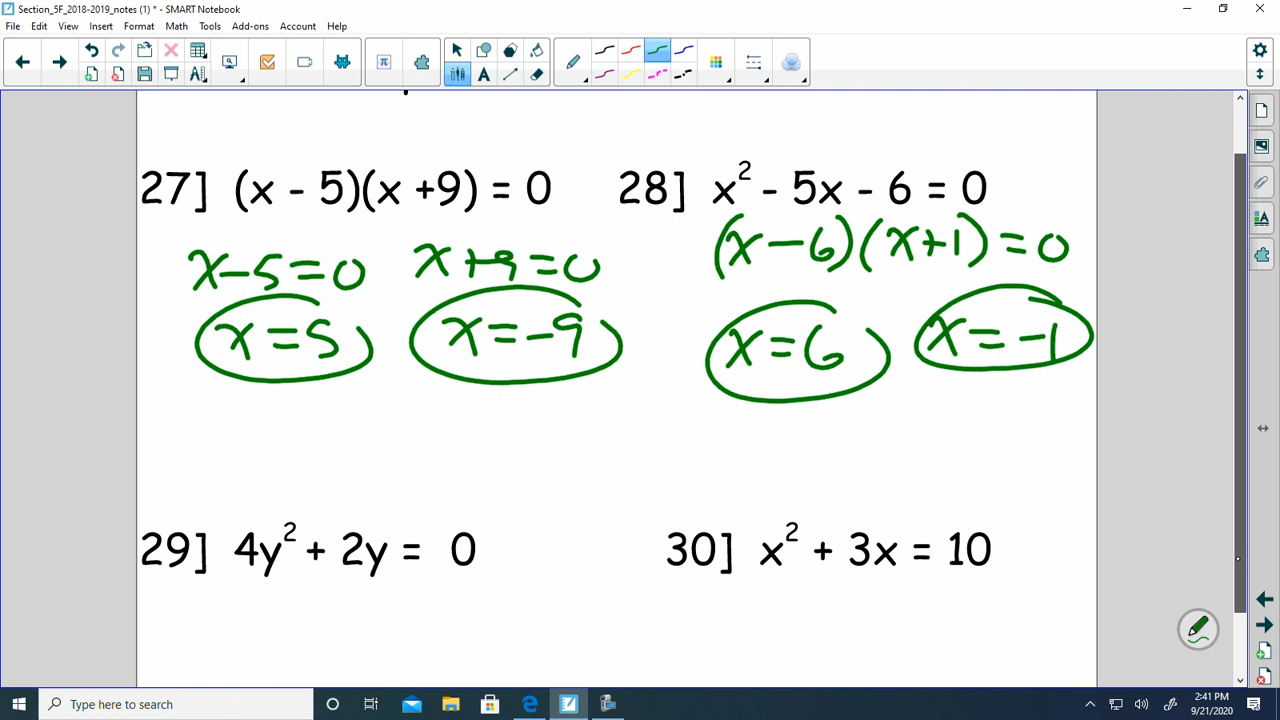 Section_5F_2018-2019_notes (1) * - SMART Notebook
File Edit View Insert Format Math Tools Add-ons Account Help
27] (x - 5)(x +9) = 0
x-5=0 x+9=0
x=5 x=-9
28] x² - 5x - 6 = 0
(x-6)(x+1)=0
x=6 x=-1
29] 4y² + 2y = 0
30] x² + 3x = 10
Type here to search
2:41 PM
9/21/2020